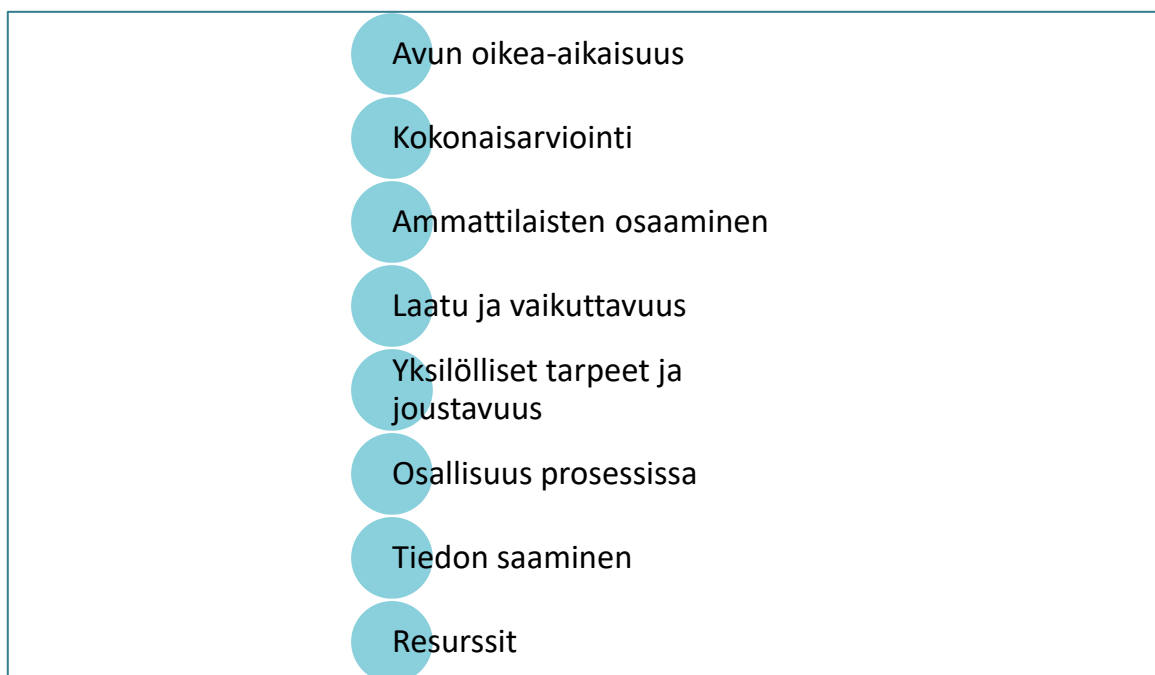 Avun oikea-aikaisuus
Kokonaisarviointi
Ammattilaisten osaaminen
Laatu ja vaikuttavuus
Yksilölliset tarpeet ja
joustavuus
Osallisuus prosessissa
Tiedon saaminen
Resurssit